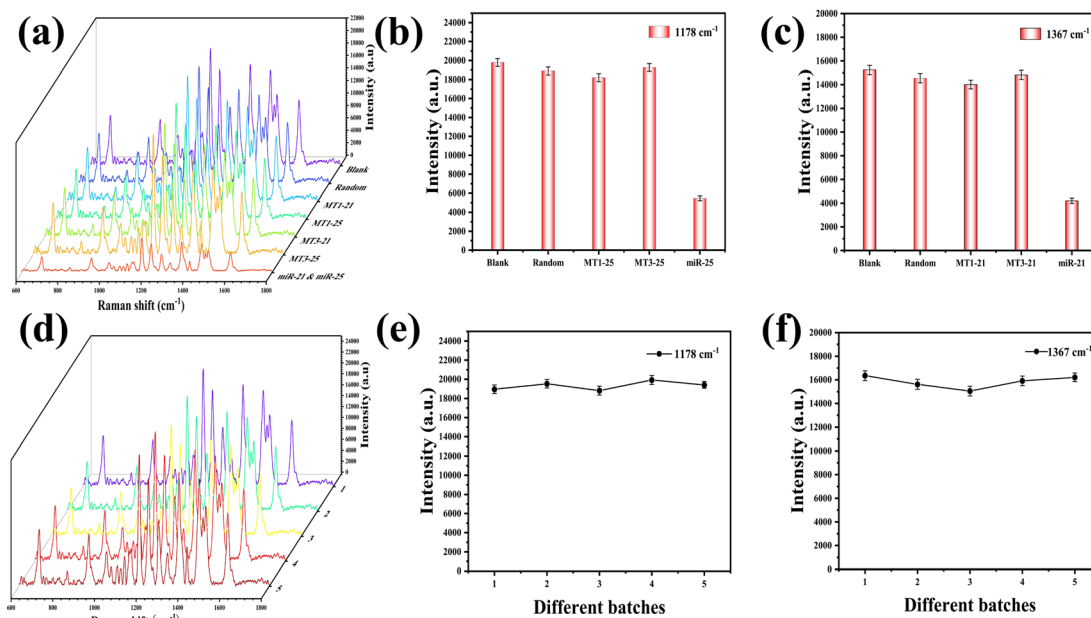 (a)
22000
20000
18000
16000
14000
12000
10000
8000
6000
4000
2000
0
Intensity (a.u)
Blank
Random
MT1-21
MT1-25
MT3-21
MT3-25
miR-21 & miR-25
600 800 1000 1200 1400 1600 1800
Raman shift (cm-1)
(b)
1178 cm-1
24000
22000
20000
18000
16000
14000
12000
10000
8000
6000
4000
2000
0
Intensity (a.u.)
Blank Random MT1-25 MT3-25 miR-25
(c)
1367 cm-1
20000
18000
16000
14000
12000
10000
8000
6000
4000
2000
0
Intensity (a.u.)
Blank Random MT1-21 MT3-21 miR-21
(d)
24000
22000
20000
18000
16000
14000
12000
10000
8000
6000
4000
2000
0
Intensity (a.u)
1
2
3
4
5
600 800 1000 1200 1400 1600 1800
(e)
1178 cm-1
24000
22000
20000
18000
16000
14000
12000
10000
8000
6000
4000
2000
0
Intensity (a.u.)
1 2 3 4 5
Different batches
(f)
1367 cm-1
20000
18000
16000
14000
12000
10000
8000
6000
4000
2000
0
Intensity (a.u.)
1 2 3 4 5
Different batches